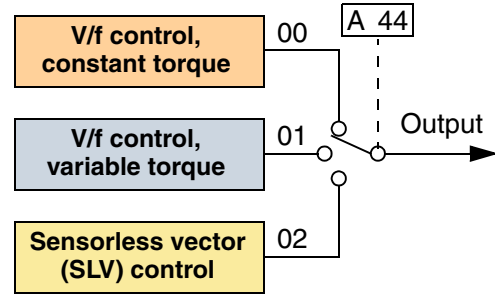 V/f control,
constant torque
00
A 44
V/f control,
variable torque
01
Output
Sensorless vector
(SLV) control
02